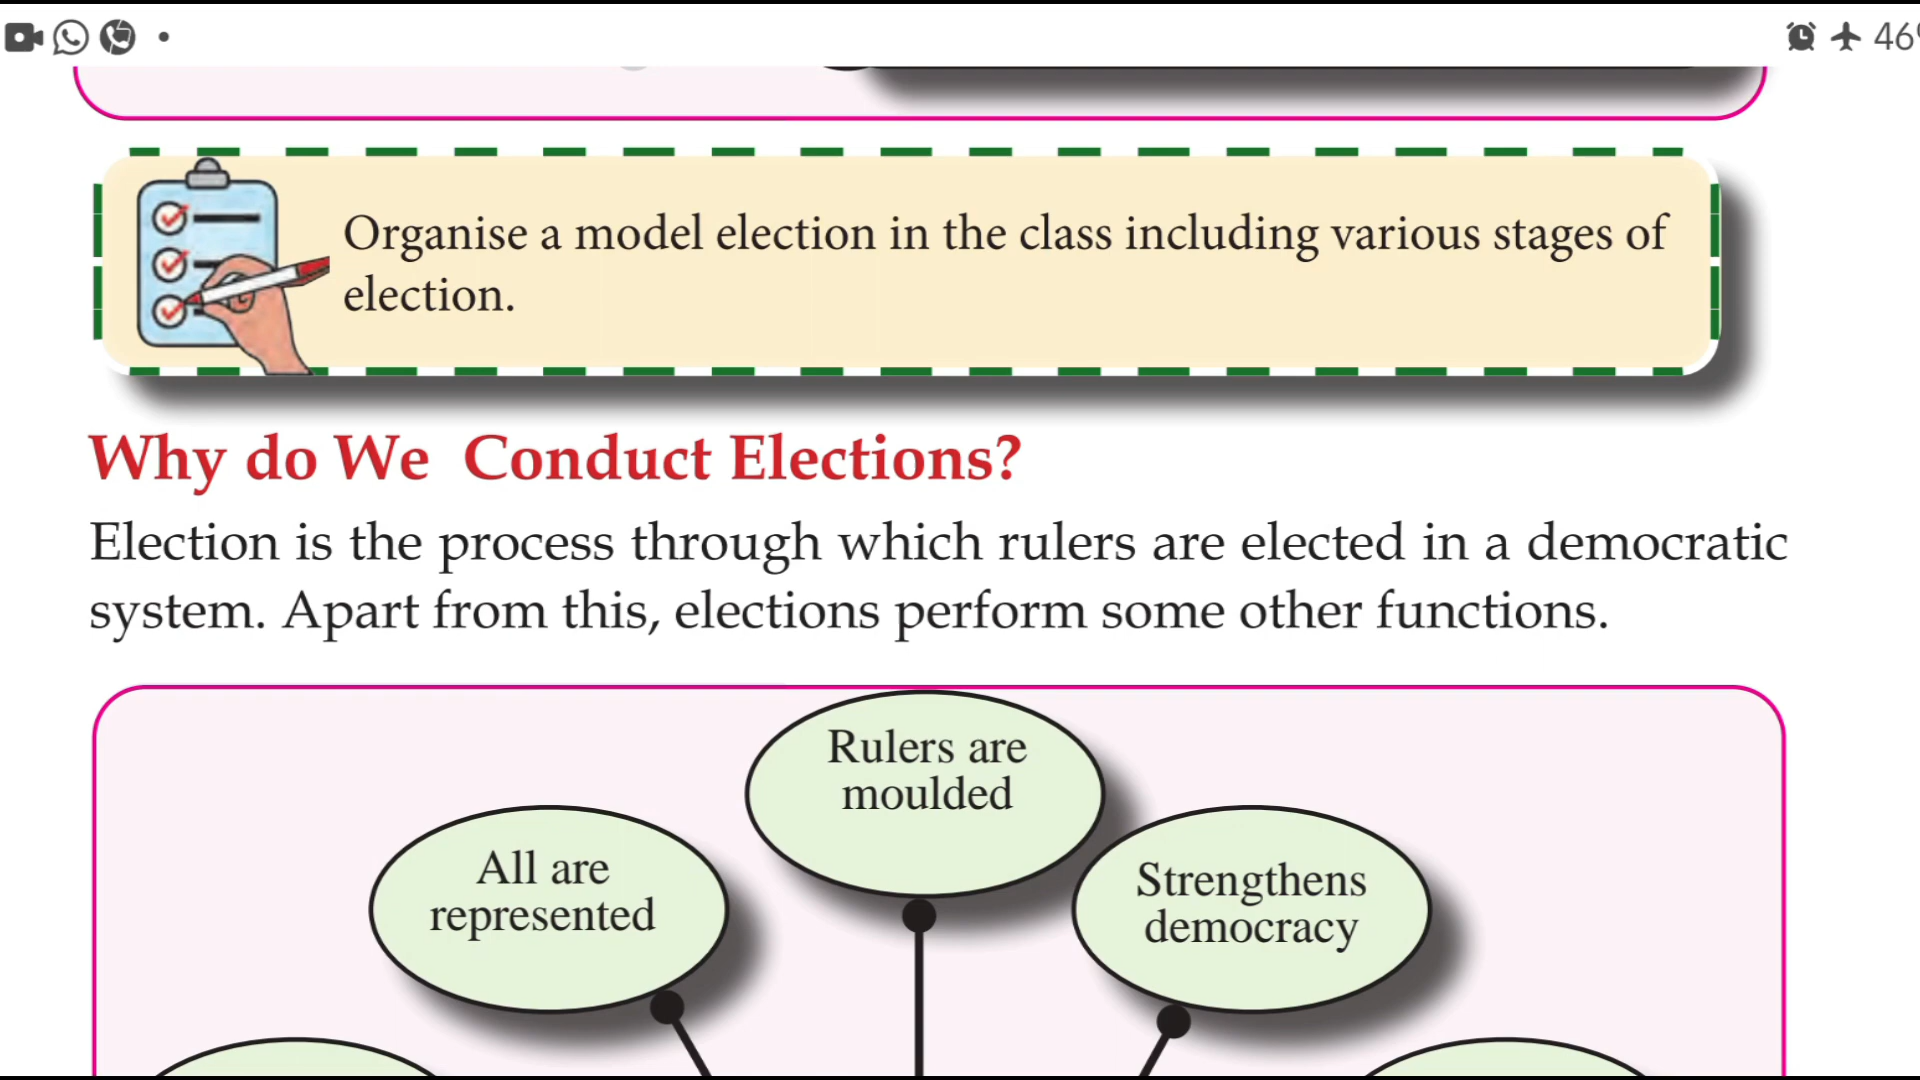 46
Organise a model election in the class including various stages of
election.
Why do We Conduct Elections?
Election is the process through which rulers are elected in a democratic
system. Apart from this, elections perform some other functions.
Rulers are
moulded
All are
represented
Strengthens
democracy